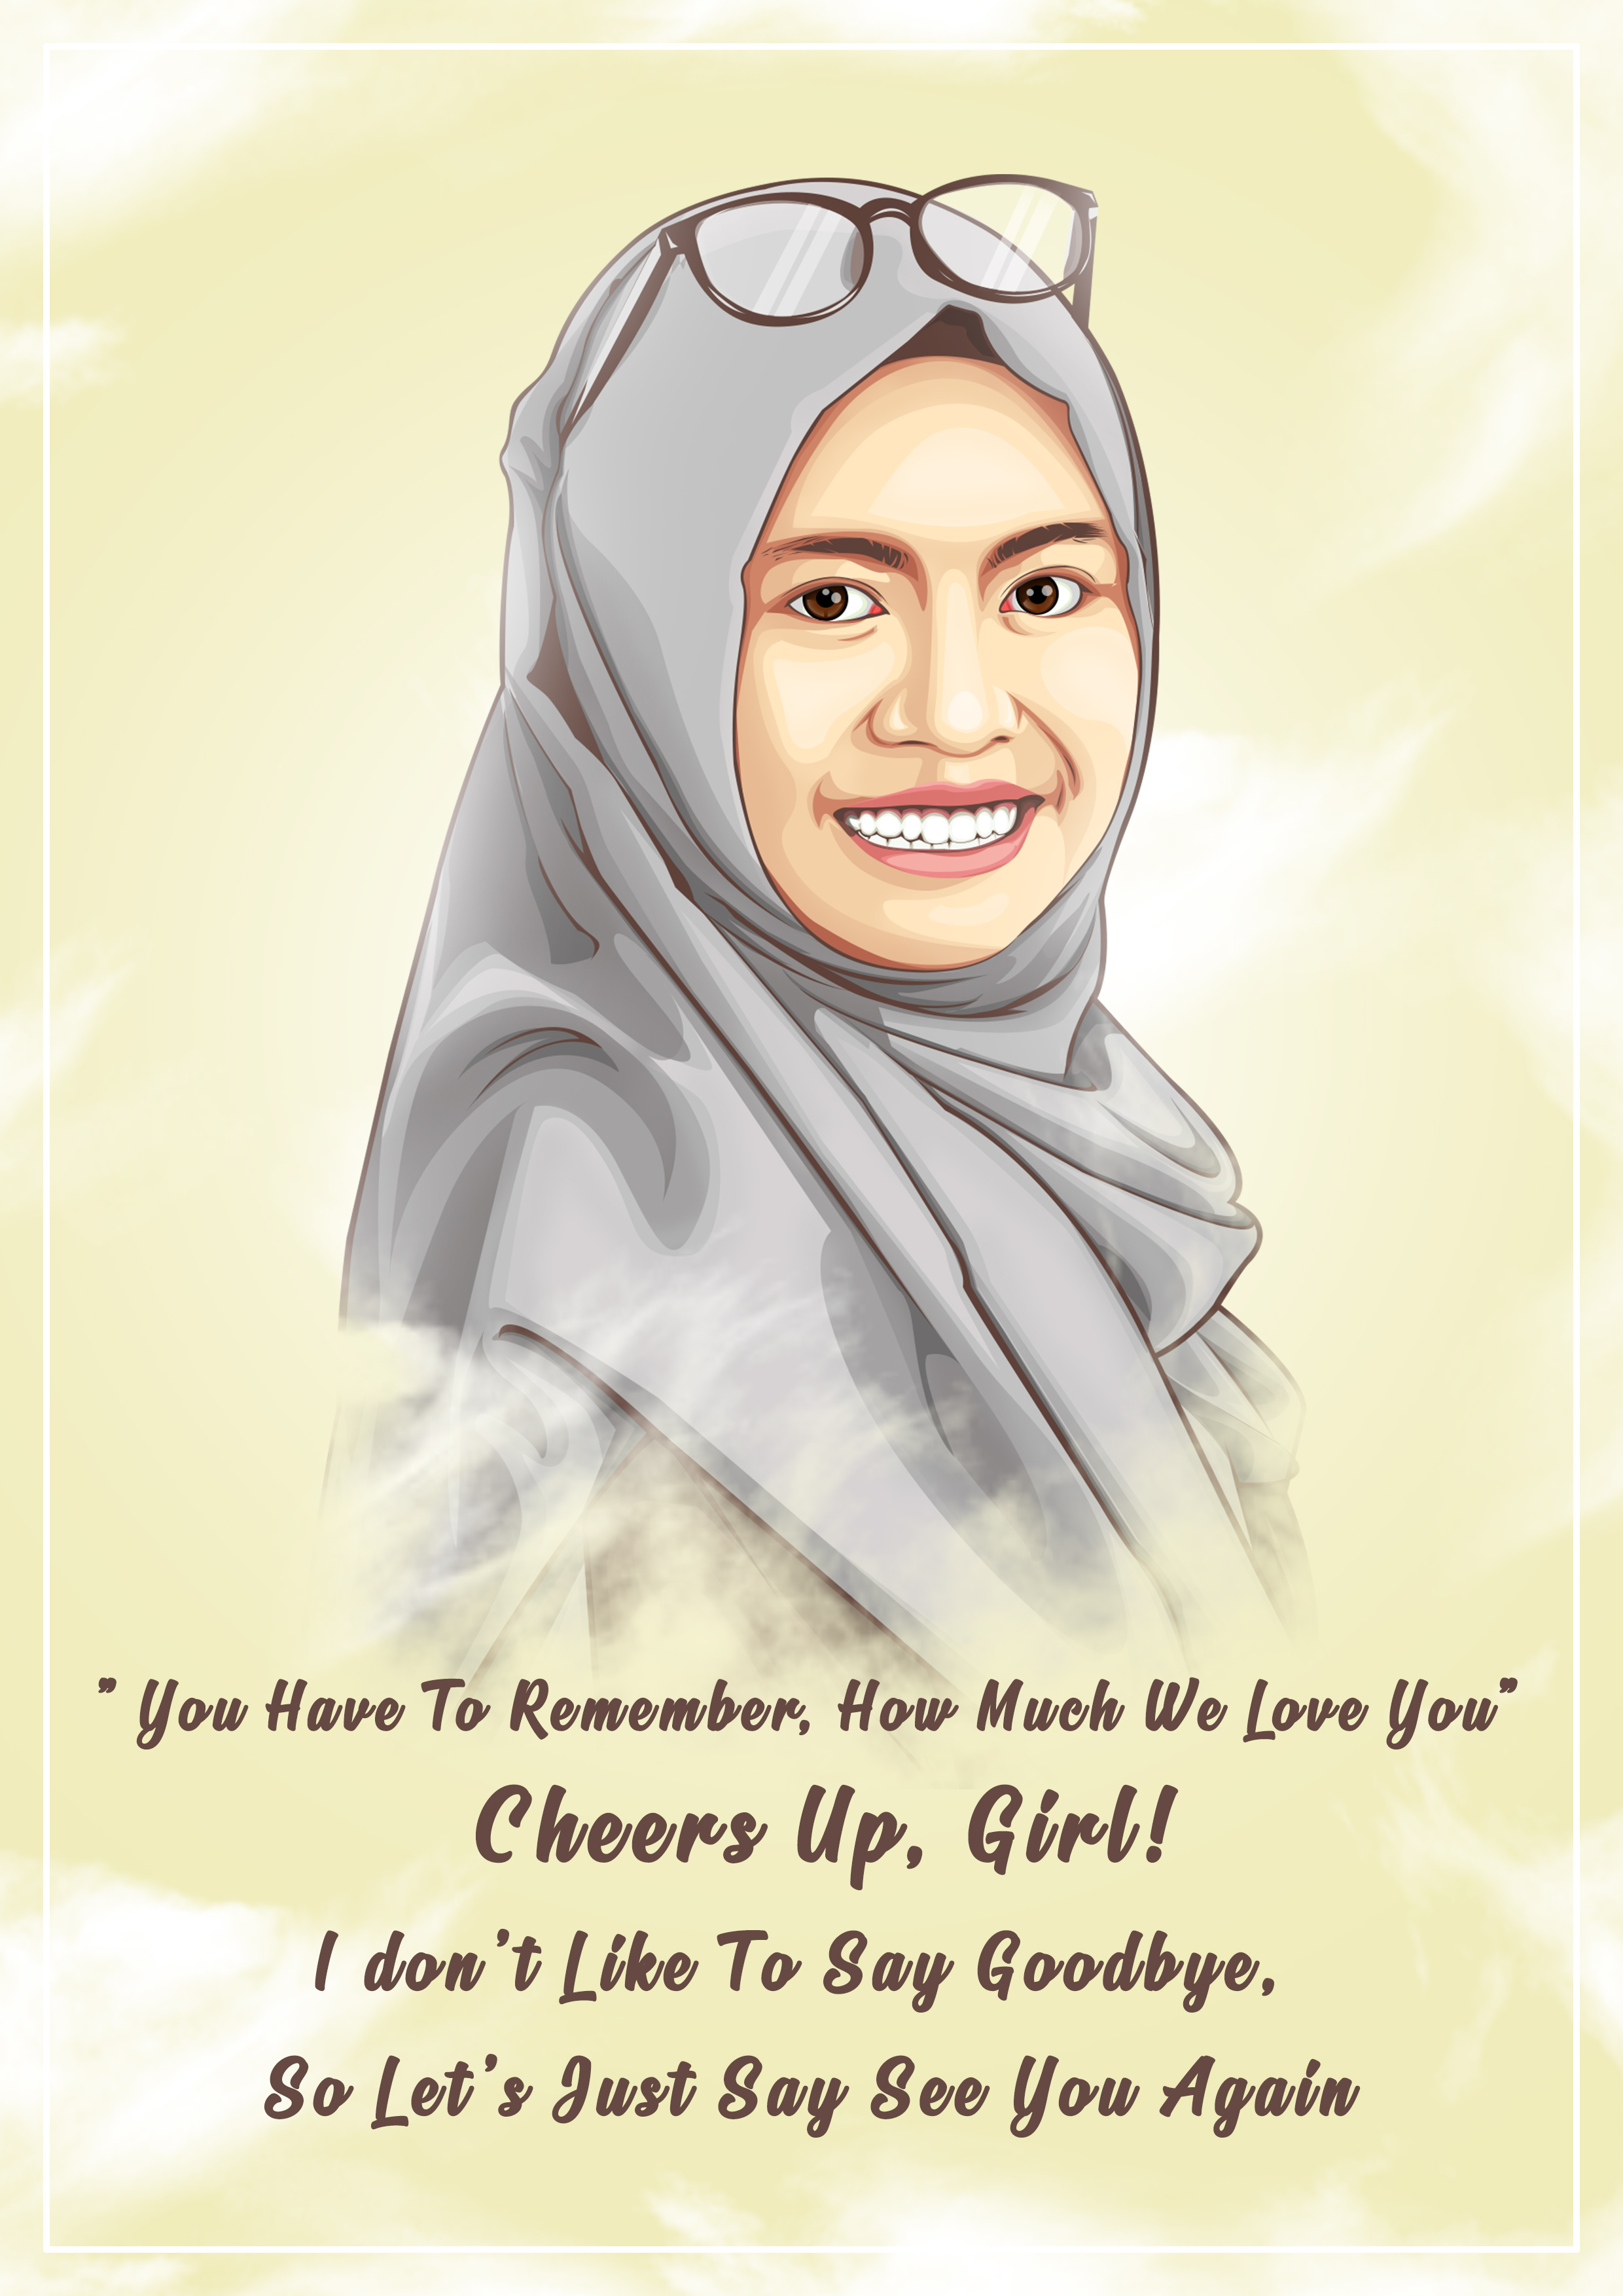 ” You Have To Remember, How Much We Love You”
Cheers Up, Girl!
I don’t Like To Say Goodbye,
So Let’s Just Say See You Again